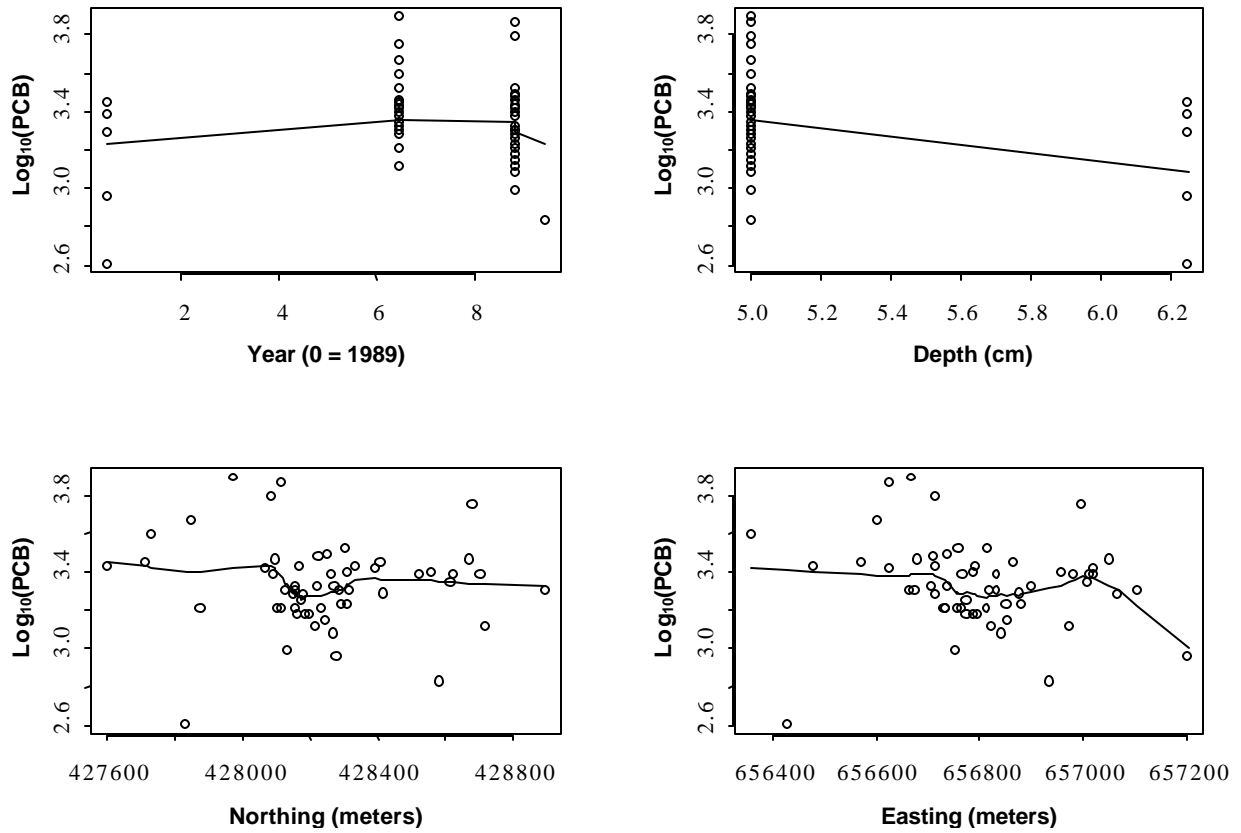 Log₁₀(PCB)
3.8
3.4
3.0
2.6
2 4 6 8
Year (0 = 1989)
Log₁₀(PCB)
3.8
3.4
3.0
2.6
5.0 5.2 5.4 5.6 5.8 6.0 6.2
Depth (cm)
Log₁₀(PCB)
3.8
3.4
3.0
2.6
427600 428000 428400 428800
Northing (meters)
Log₁₀(PCB)
3.8
3.4
3.0
2.6
656400 656600 656800 657000 657200
Easting (meters)